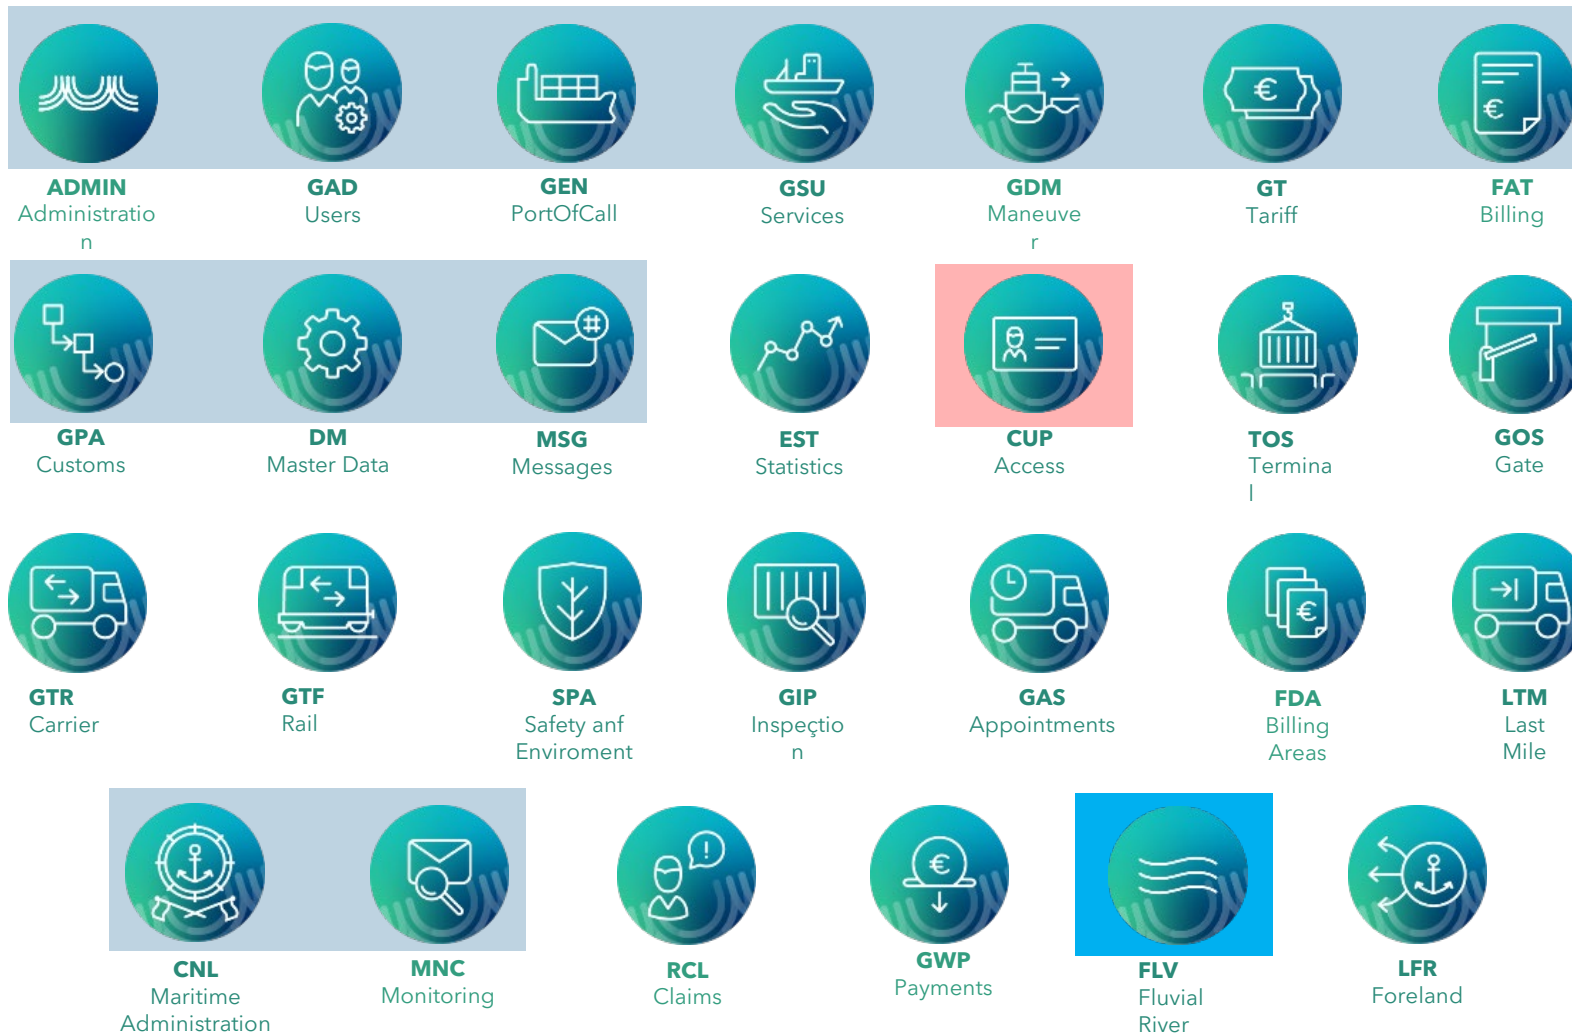 ADMIN
Administratio
n
GAD
Users
GEN
PortOfCall
GSU
Services
GDM
Maneuve
r
GT
Tariff
FAT
Billing
GPA
Customs
DM
Master Data
MSG
Messages
EST
Statistics
CUP
Access
TOS
Termina
l
GOS
Gate
GTR
Carrier
GTF
Rail
SPA
Safety anf
Enviroment
GIP
Inspeçtio
n
GAS
Appointments
FDA
Billing
Areas
LTM
Last
Mile
CNL
Maritime
Administration
MNC
Monitoring
RCL
Claims
GWP
Payments
FLV
Fluvial
River
LFR
Foreland